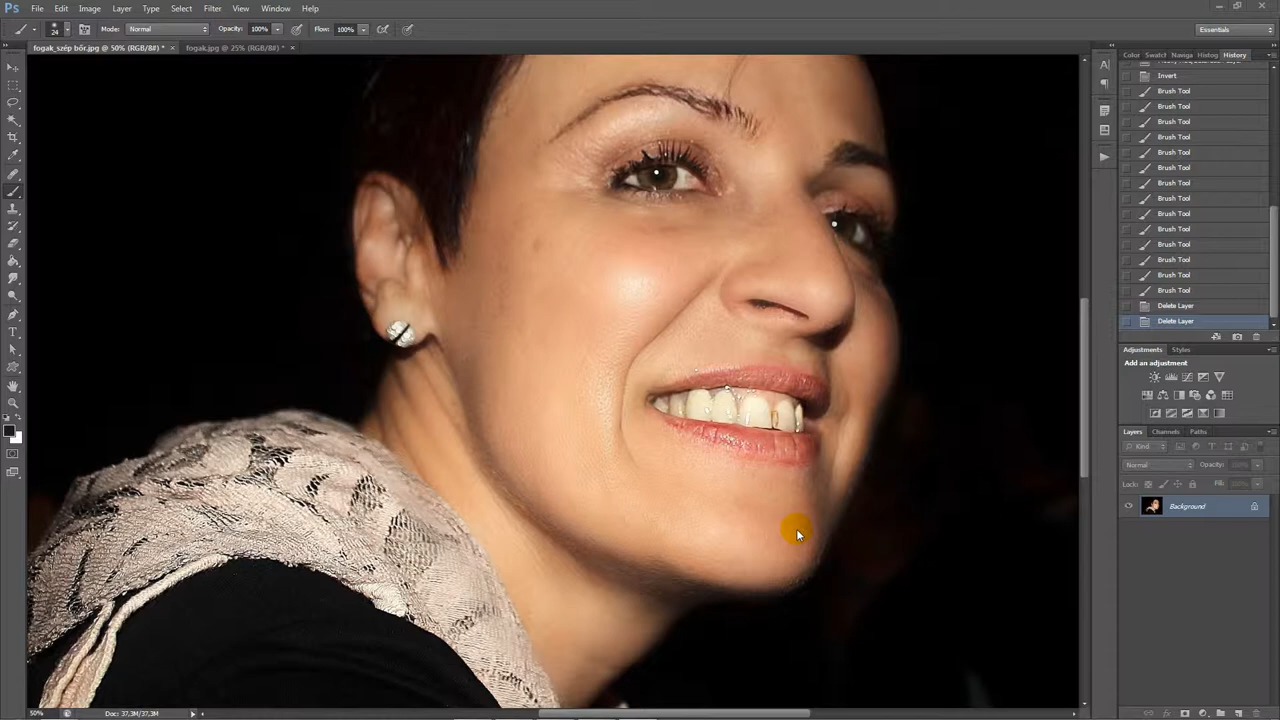 Ps File Edit Image Layer Type Select Filter View Window Help
24 Mode: Normal Opacity: 100% Flow: 100% Essentials
fogak_szép bőr.jpg @ 50% (RGB/8#) * × fogak.jpg @ 25% (RGB/8#) * ×
Color Swatc Naviga Histog History
Invert
Brush Tool
Brush Tool
Brush Tool
Brush Tool
Brush Tool
Brush Tool
Brush Tool
Brush Tool
Brush Tool
Brush Tool
Brush Tool
Brush Tool
Brush Tool
Brush Tool
Delete Layer
Delete Layer
Adjustments Styles
Add an adjustment
Layers Channels Paths
Kind
Normal Opacity:
Lock: Fill:
Background
50% Doc: 37,3M/37,3M